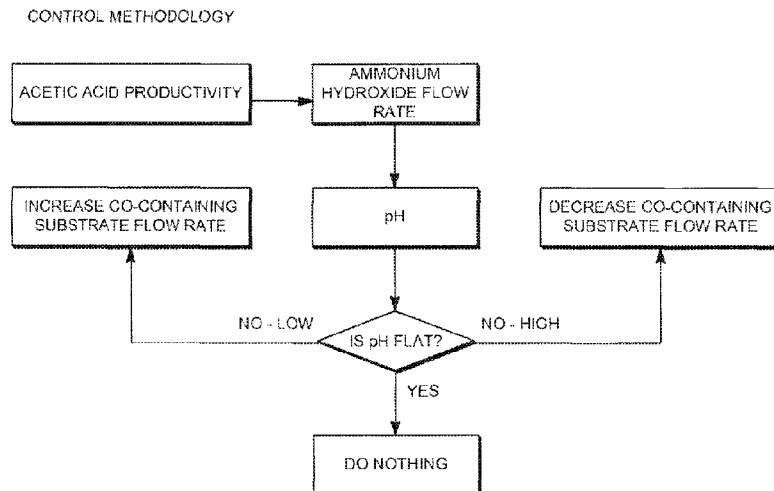 CONTROL METHODOLOGY
ACETIC ACID PRODUCTIVITY
AMMONIUM
HYDROXIDE FLOW
RATE
INCREASE CO-CONTAINING
SUBSTRATE FLOW RATE
pH
DECREASE CO-CONTAINING
SUBSTRATE FLOW RATE
NO - LOW
IS pH FLAT?
NO - HIGH
YES
DO NOTHING